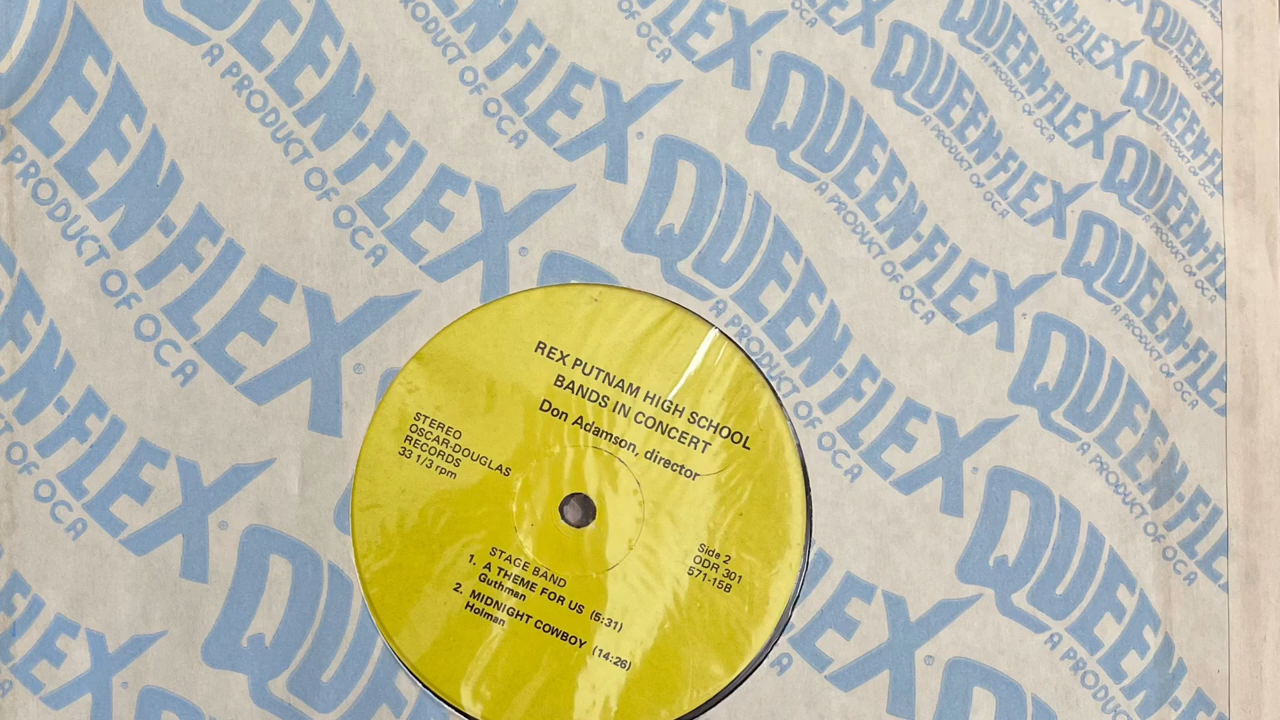 QUEEN-FLEX®
A PRODUCT OF OCA
REX PUTNAM HIGH SCHOOL
BANDS IN CONCERT
Don Adamson, director
STEREO
OSCAR-DOUGLAS
RECORDS
33 1/3 rpm
Side 2
ODR 301
571-15B
STAGE BAND
1. A THEME FOR US (5:31)
Guthman
2. MIDNIGHT COWBOY (14:26)
Holman